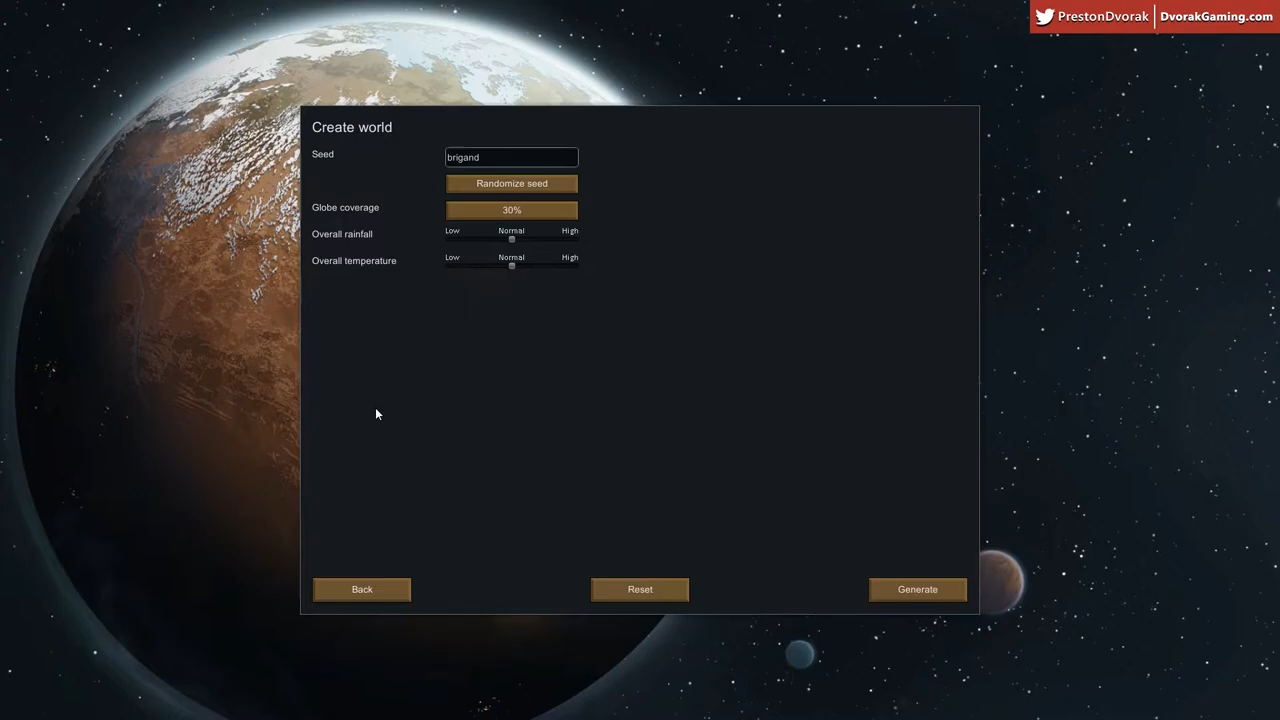 PrestonDvorak DvorakGaming.com
Create world
Seed brigand
Randomize seed
Globe coverage 30%
Overall rainfall Low Normal High
Overall temperature Low Normal High
Back Reset Generate